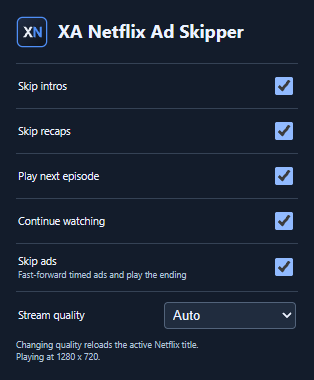 XN XA Netflix Ad Skipper
Skip intros
Skip recaps
Play next episode
Continue watching
Skip ads
Fast-forward timed ads and play the ending
Stream quality Auto
Changing quality reloads the active Netflix title.
Playing at 1280 x 720.